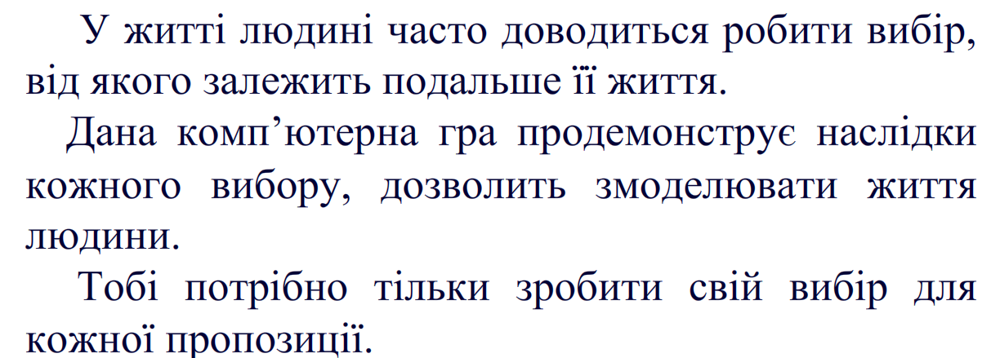 У житті людині часто доводиться робити вибір,
від якого залежить подальше її життя.
Дана комп’ютерна гра продемонструє наслідки
кожного вибору, дозволить змоделювати життя
людини.
Тобі потрібно тільки зробити свій вибір для
кожної пропозиції.